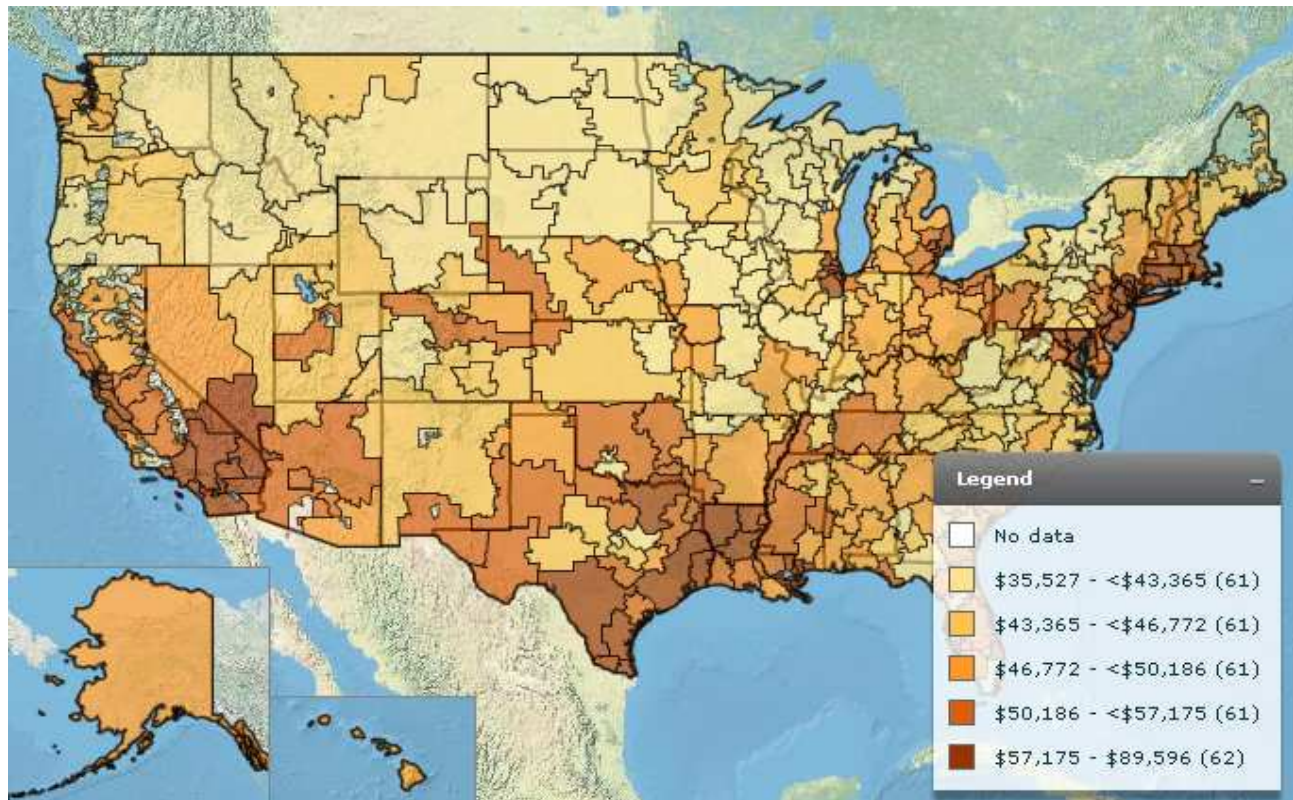 Legend
No data
$35,527 - <$43,365 (61)
$43,365 - <$46,772 (61)
$46,772 - <$50,186 (61)
$50,186 - <$57,175 (61)
$57,175 - $89,596 (62)